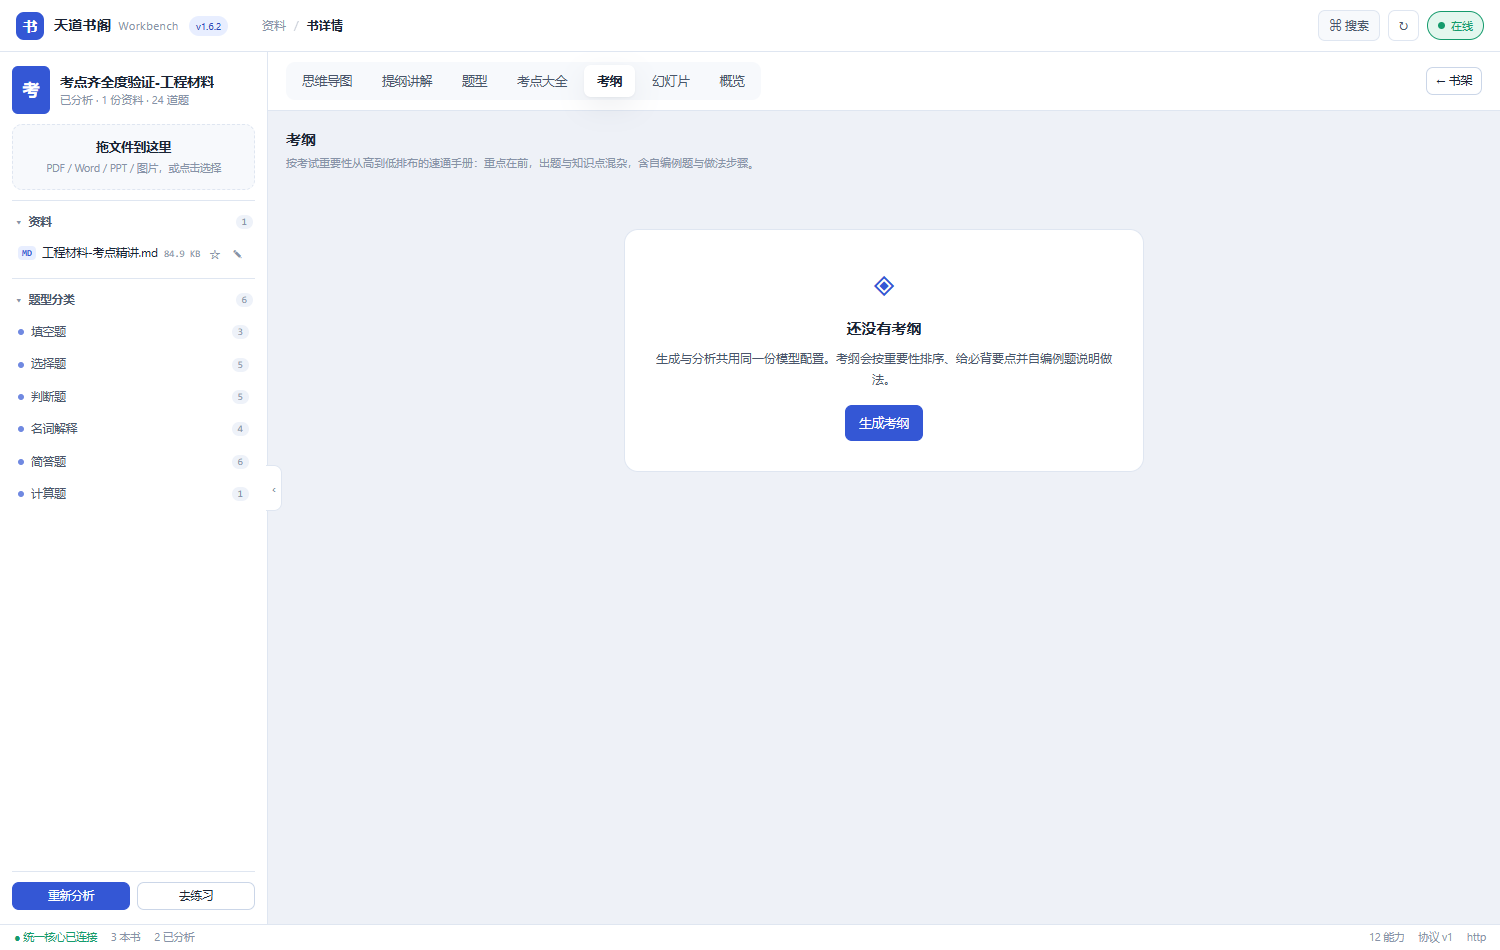 书 天道书阁 Workbench v1.6.2 资料 / 书详情 ⌘ 搜索 ↻ 在线
考 考点齐全度验证-工程材料
已分析 · 1 份资料 · 24 道题
思维导图 提纲讲解 题型 考点大全 考纲 幻灯片 概览 ← 书架
拖文件到这里
PDF / Word / PPT / 图片，或点击选择
资料 1
MD 工程材料-考点精讲.md 84.9 KB
题型分类 6
填空题 3
选择题 5
判断题 5
名词解释 4
简答题 6
计算题 1
考纲
按考试重要性从高到低排布的速通手册：重点在前，出题与知识点混杂，含自编例题与做法步骤。
还没有考纲
生成与分析共用同一份模型配置。考纲会按重要性排序、给必背要点并自编例题说明做
法。
生成考纲
‹
重新分析 去练习
统一核心已连接 3 本书 2 已分析 12 能力 协议 v1 http